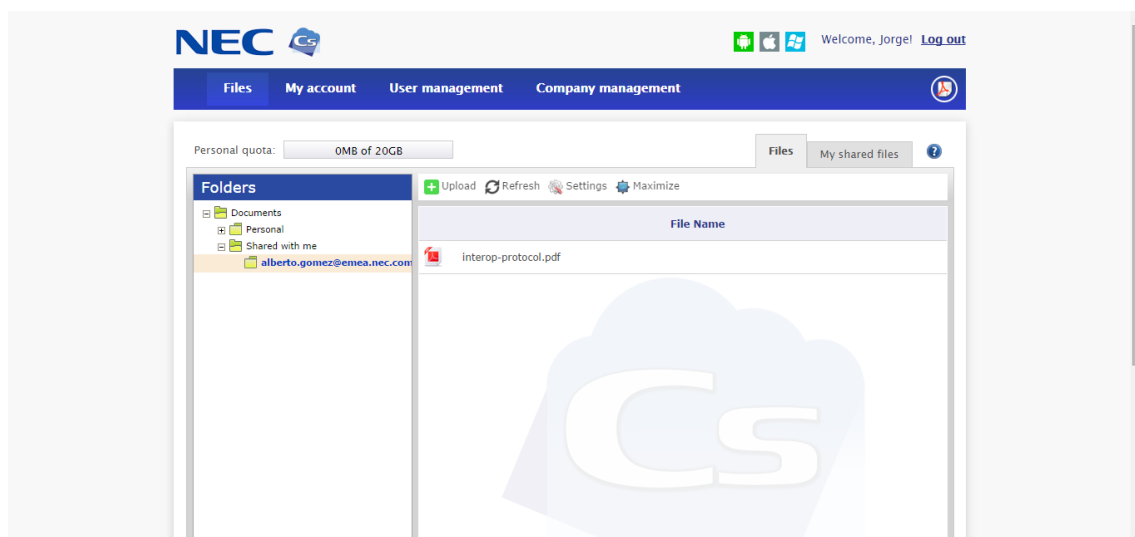 NEC Cs
Welcome, Jorge! Log out
Files My account User management Company management
Personal quota: 0MB of 20GB Files My shared files ?
Folders Upload Refresh Settings Maximize
Documents
Personal
Shared with me
alberto.gomez@emea.nec.com
File Name
interop-protocol.pdf
Cs